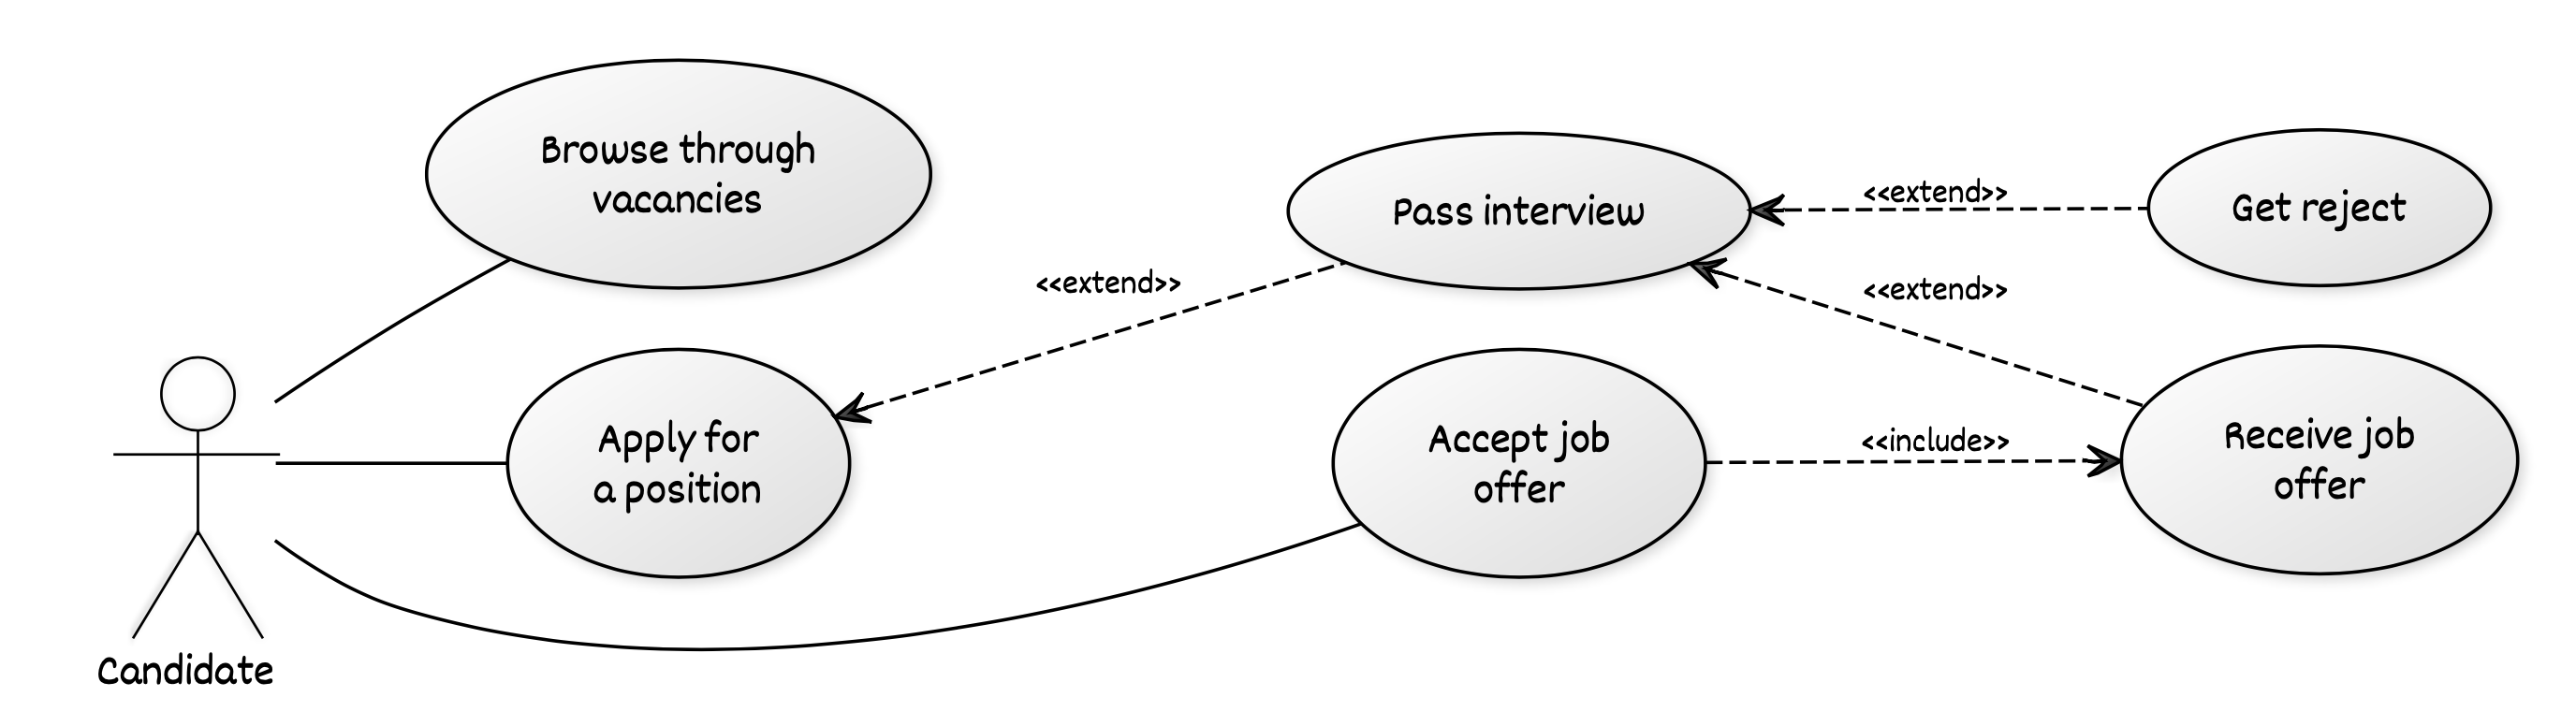 Browse through
vacancies
Pass interview
<<extend>>
Get reject
<<extend>>
<<extend>>
Apply for
a position
Accept job
offer
<<include>>
Receive job
offer
Candidate